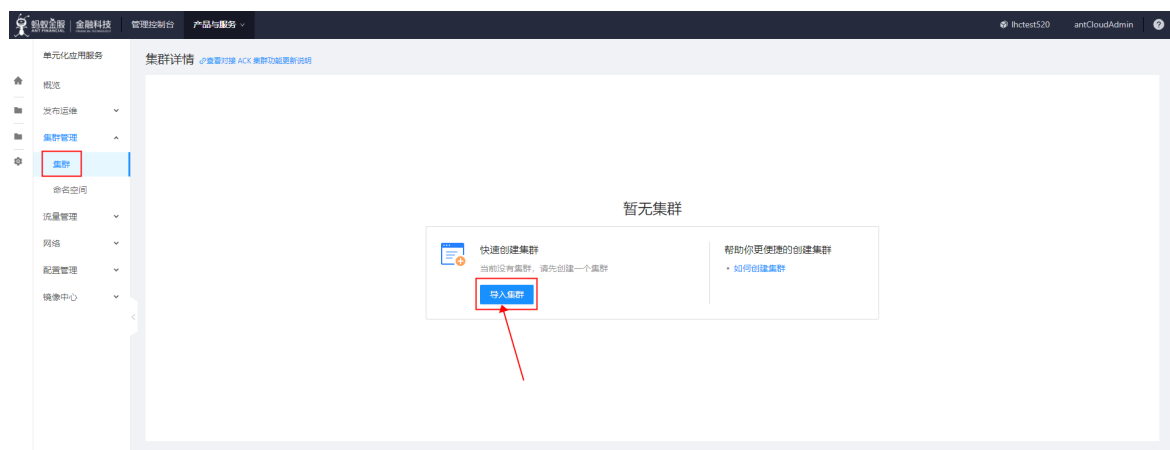 蚂蚁金服 金融科技 管理控制台 产品与服务 lhctest520 antCloudAdmin ?
ANT FINANCIAL
单元化应用服务
集群详情 查看对接 ACK 集群功能更新说明
概览
发布运维
集群管理
集群
命名空间
流量管理
网络
配置管理
镜像中心
暂无集群
快速创建集群
当前没有集群，请先创建一个集群
导入集群
帮助你更便捷的创建集群
• 如何创建集群